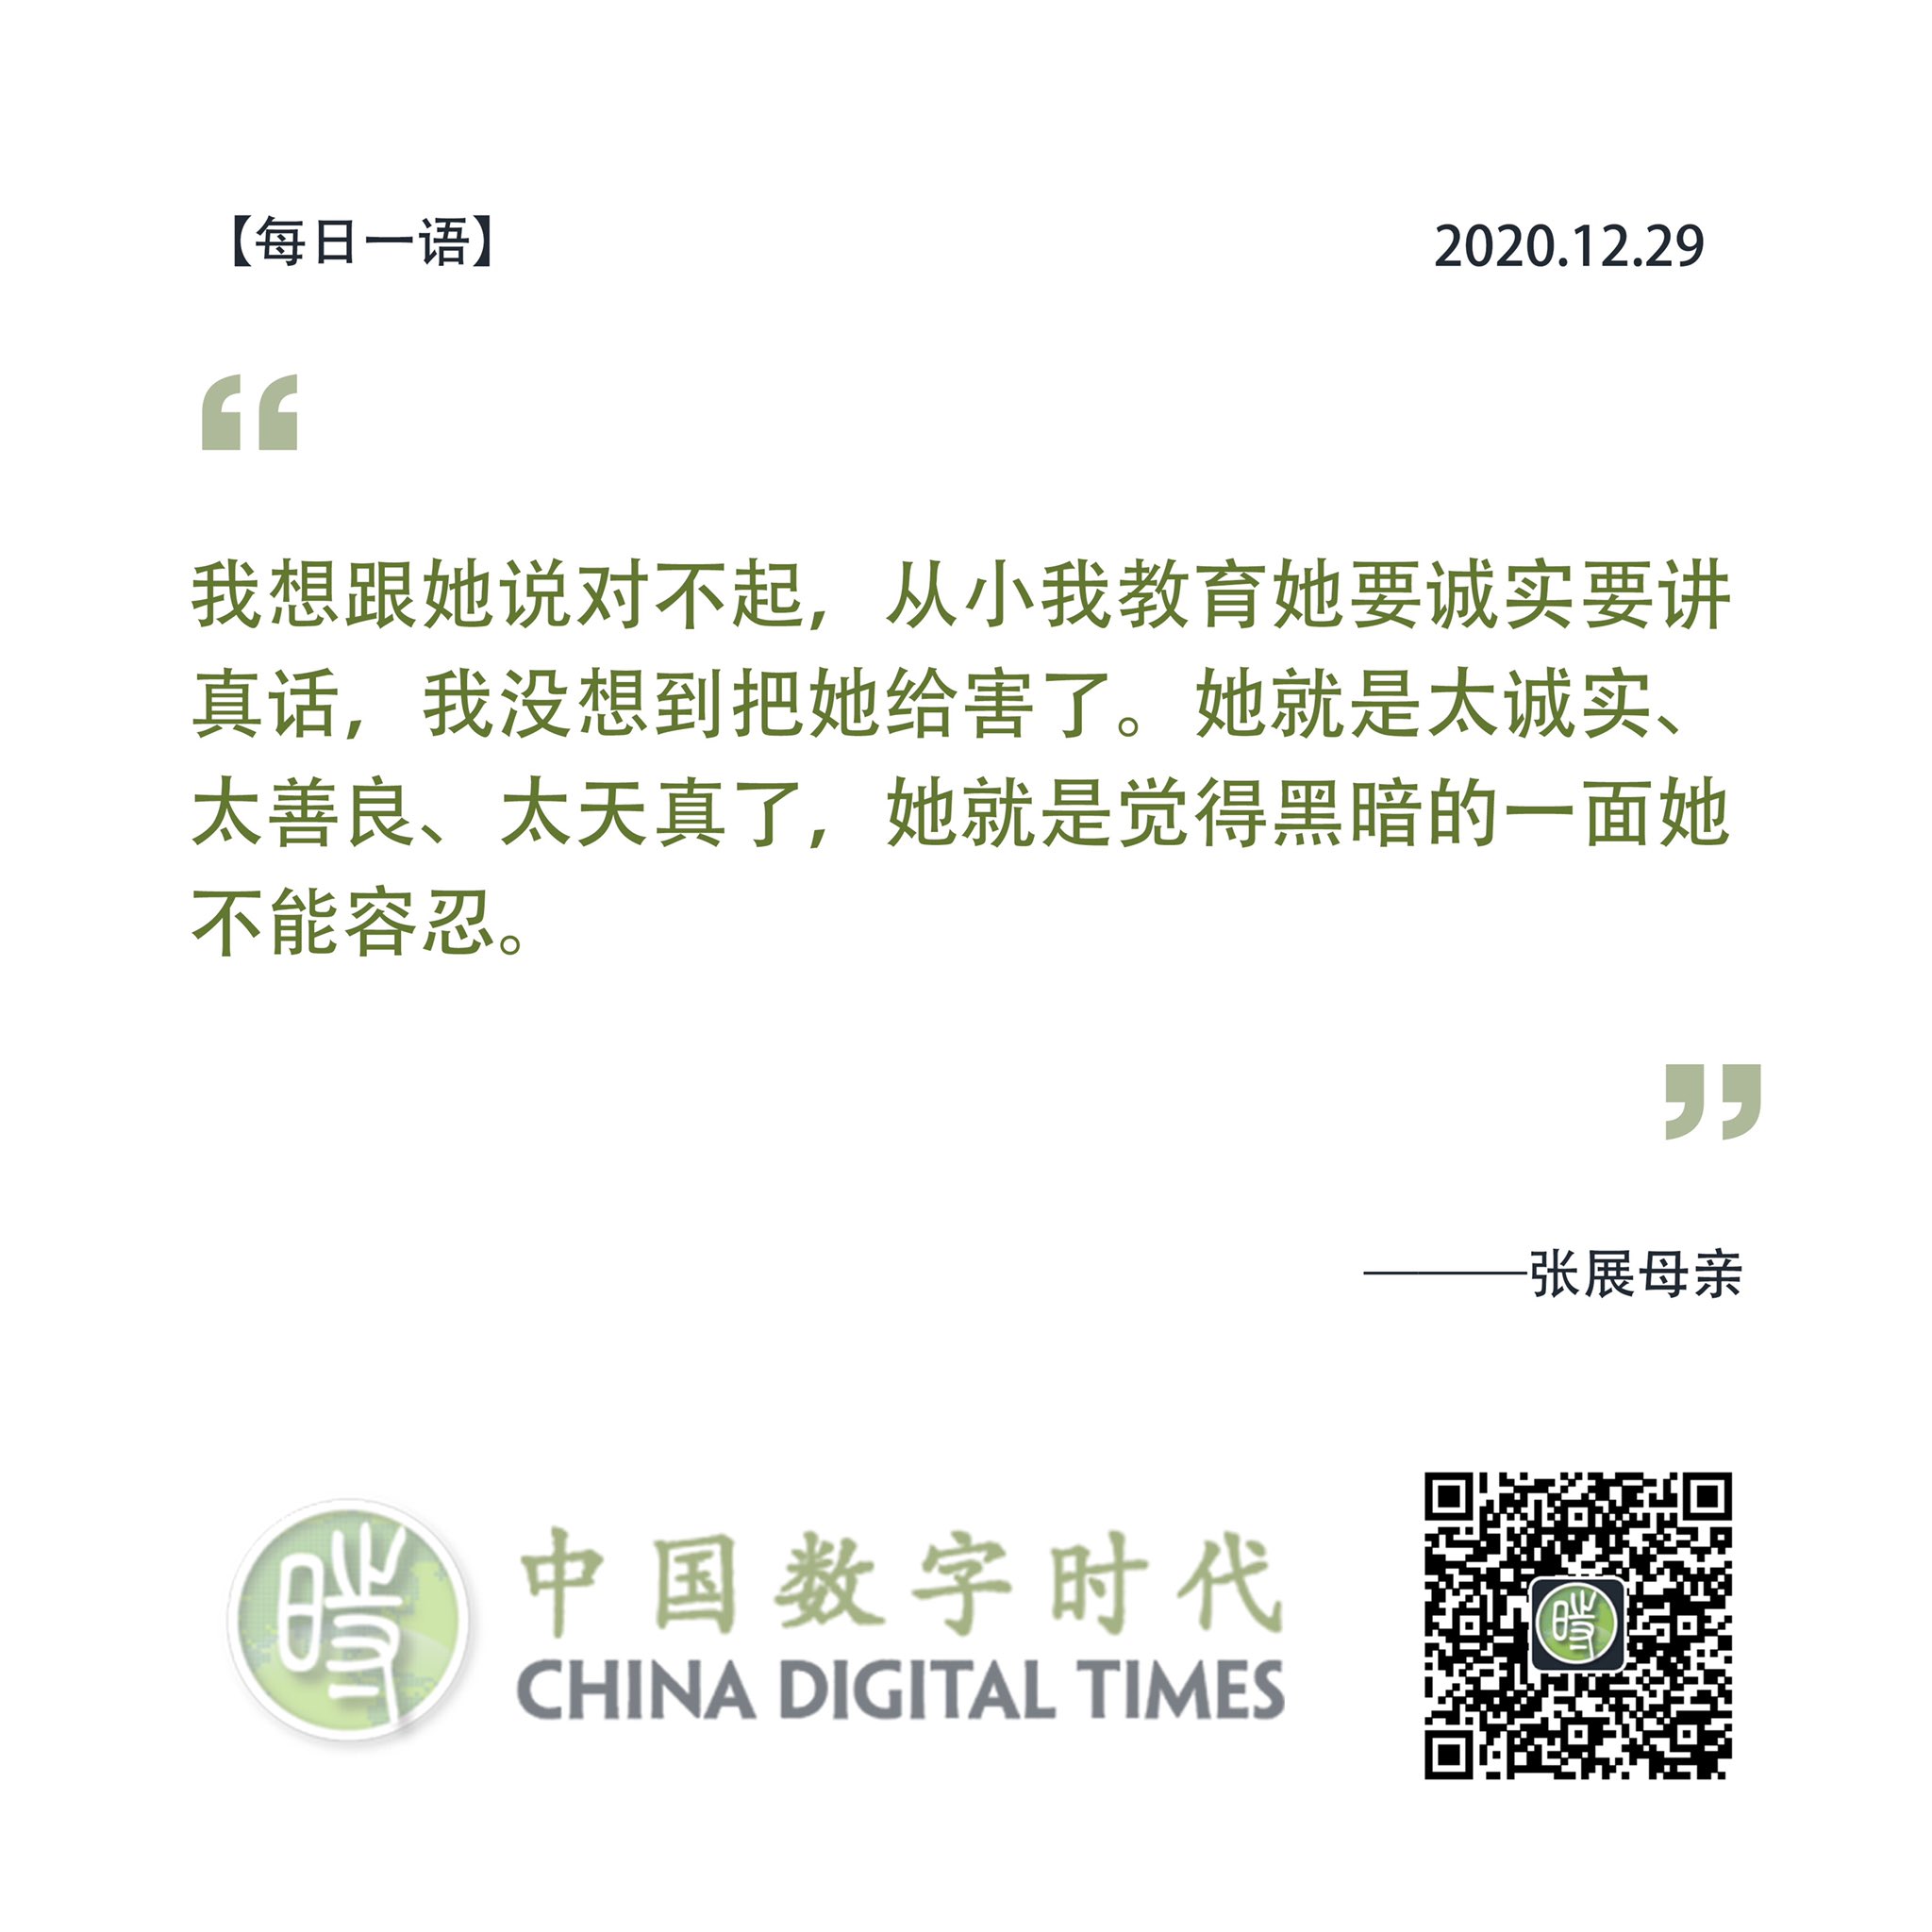 【每日一语】
2020.12.29
“
我想跟她说对不起，从小我教育她要诚实要讲
真话，我没想到把她给害了。她就是太诚实、
太善良、太天真了，她就是觉得黑暗的一面她
不能容忍。
”
———张展母亲
時
中国数字时代
CHINA DIGITAL TIMES
時